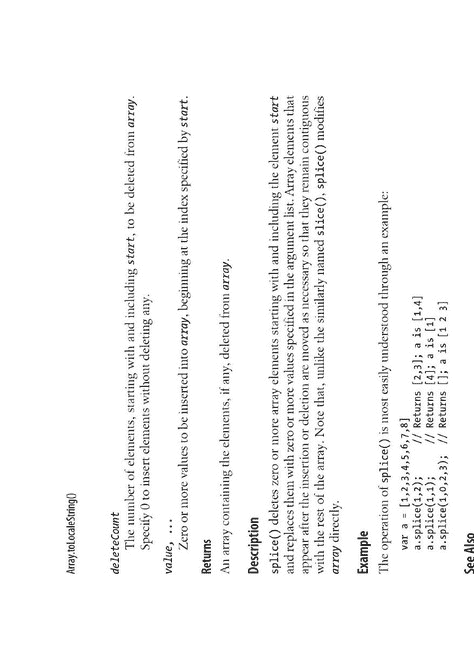 Array.toLocaleString()
deleteCount
The number of elements, starting with and including start, to be deleted from array.
Specify 0 to insert elements without deleting any.
value, ...
Zero or more values to be inserted into array, beginning at the index specified by start.
Returns
An array containing the elements, if any, deleted from array.
Description
splice() deletes zero or more array elements starting with and including the element start
and replaces them with zero or more values specified in the argument list. Array elements that
appear after the insertion or deletion are moved as necessary so that they remain contiguous
with the rest of the array. Note that, unlike the similarly named slice(), splice() modifies
array directly.
Example
The operation of splice() is most easily understood through an example:
var a = [1,2,3,4,5,6,7,8]
a.splice(1,2); // Returns [2,3]; a is [1,4]
a.splice(1,1); // Returns [4]; a is [1]
a.splice(1,0,2,3); // Returns []; a is [1 2 3]
See Also